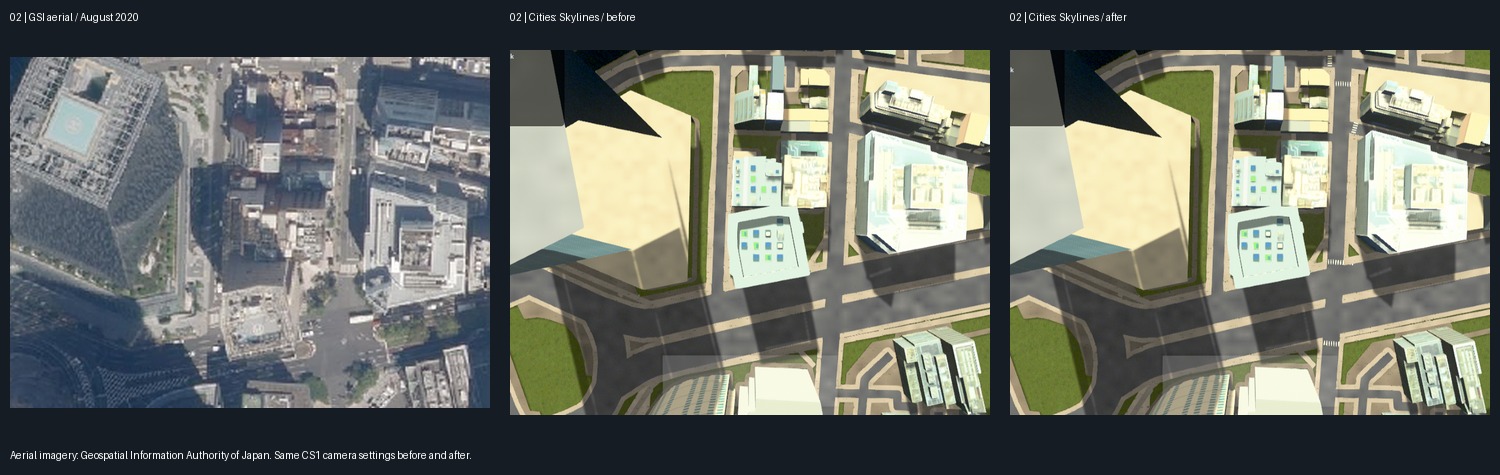 02 | GSI aerial / August 2020
02 | Cities: Skylines / before
02 | Cities: Skylines / after
Aerial imagery: Geospatial Information Authority of Japan. Same CS1 camera settings before and after.